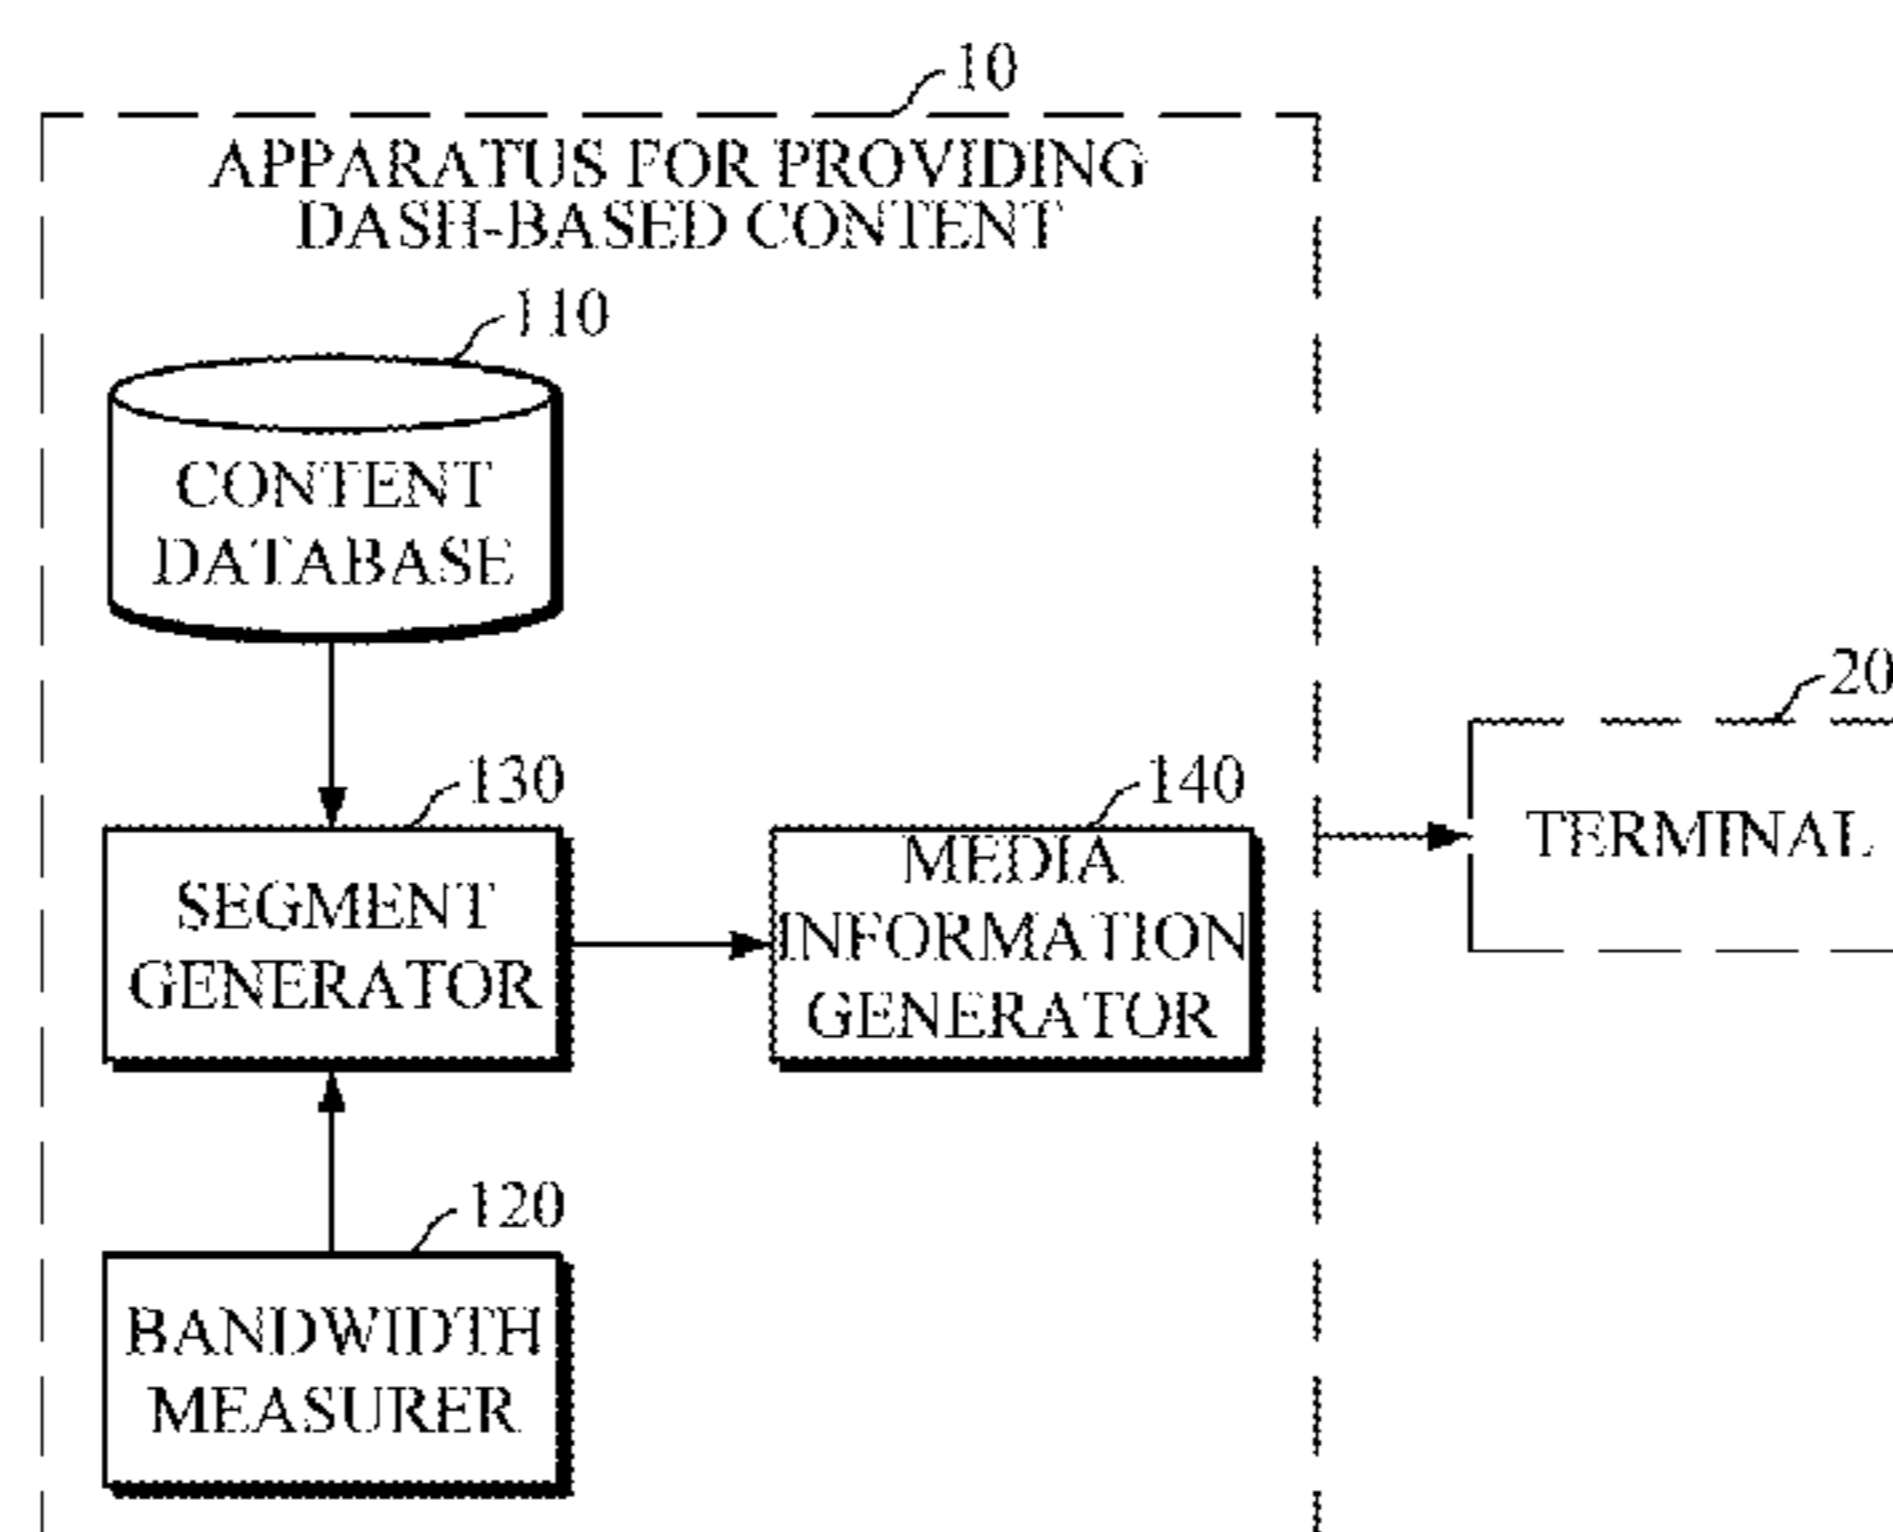 10
APPARATUS FOR PROVIDING
DASH-BASED CONTENT
110
CONTENT
DATABASE
20
130
140
SEGMENT
GENERATOR
MEDIA
INFORMATION
GENERATOR
TERMINAL
120
BANDWIDTH
MEASURER